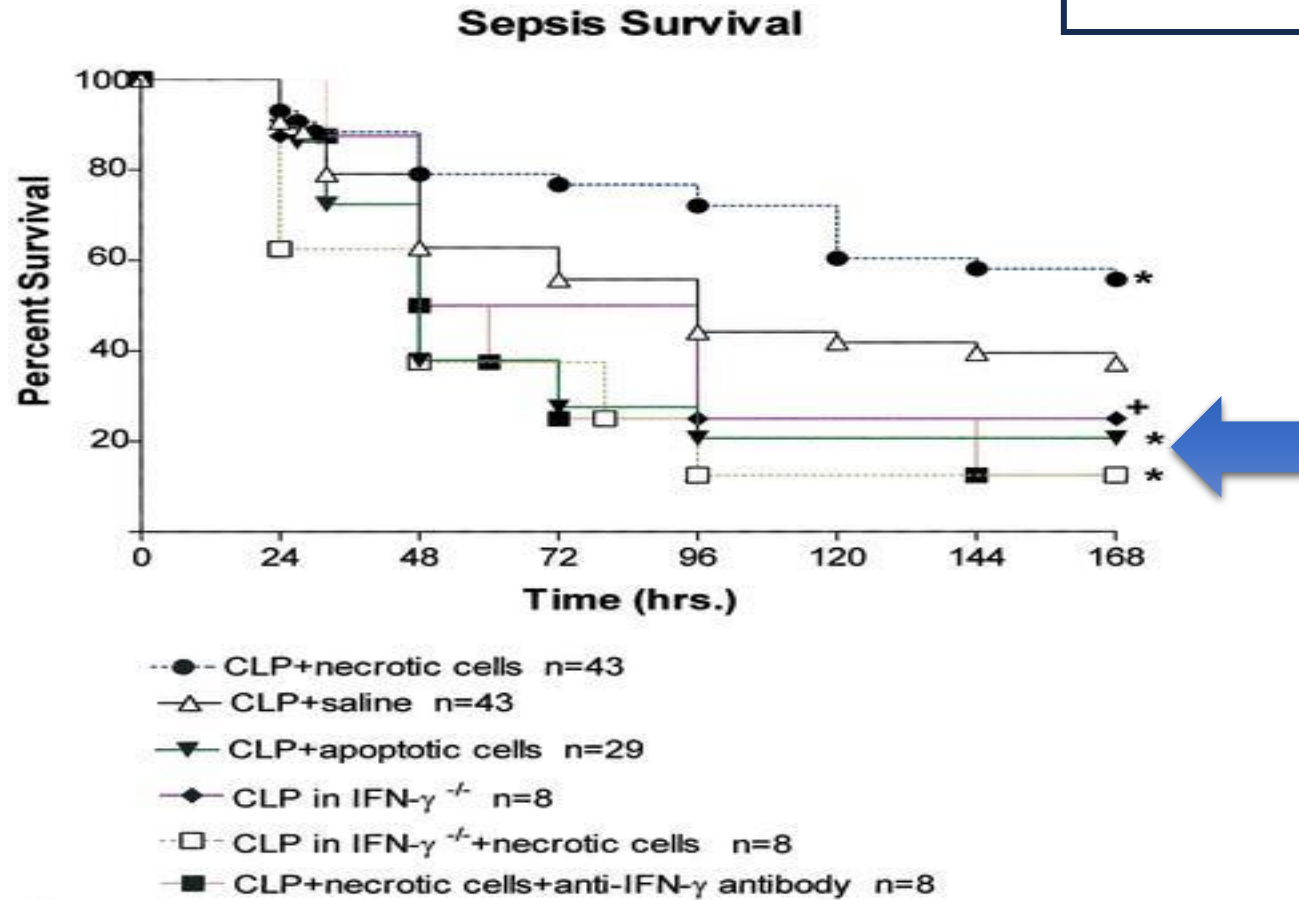 Sepsis Survival
100
80
60
40
20
Percent Survival
*
+
*
*
0 24 48 72 96 120 144 168
Time (hrs.)
CLP+necrotic cells n=43
CLP+saline n=43
CLP+apoptotic cells n=29
CLP in IFN-γ -/- n=8
CLP in IFN-γ -/-+necrotic cells n=8
CLP+necrotic cells+anti-IFN-γ antibody n=8